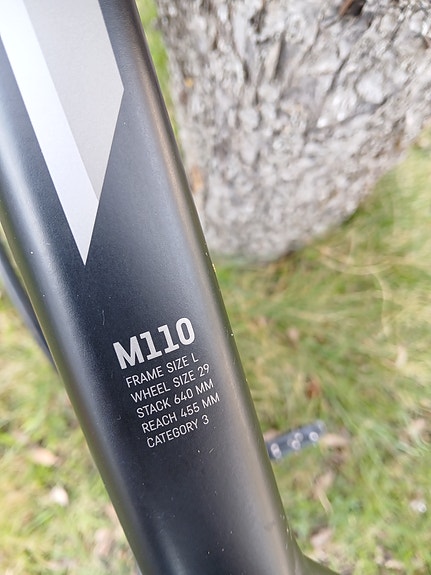 M110
FRAME SIZE L
WHEEL SIZE 29
STACK 640 MM
REACH 455 MM
CATEGORY 3